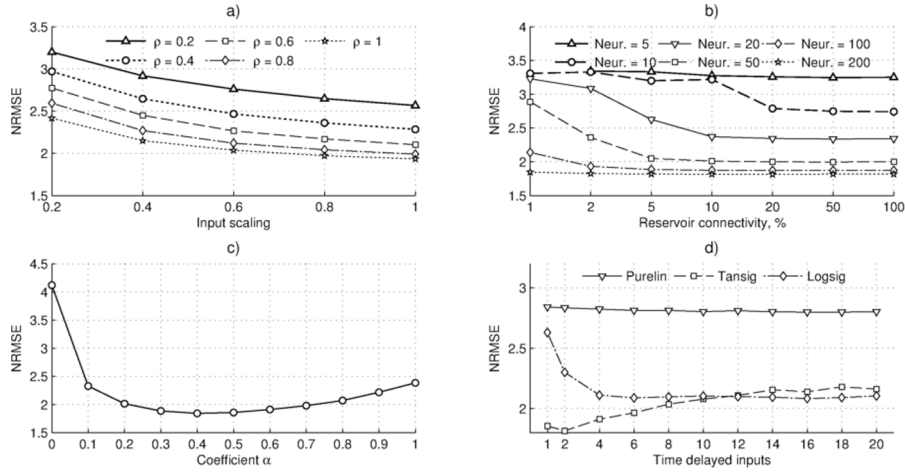 a)
3.5
3
2.5
2
1.5
NRMSE
ρ = 0.2
ρ = 0.6
ρ = 1
ρ = 0.4
ρ = 0.8
0.2
0.4
0.6
0.8
1
Input scaling
b)
4
3.5
3
2.5
2
1.5
NRMSE
Neur. = 5
Neur. = 20
Neur. = 100
Neur. = 10
Neur. = 50
Neur. = 200
1
2
5
10
20
50
100
Reservoir connectivity, %
c)
4.5
4
3.5
3
2.5
2
1.5
NRMSE
0
0.1
0.2
0.3
0.4
0.5
0.6
0.7
0.8
0.9
1
Coefficient α
d)
3
2.5
2
NRMSE
Purelin
Tansig
Logsig
1
2
4
6
8
10
12
14
16
18
20
Time delayed inputs